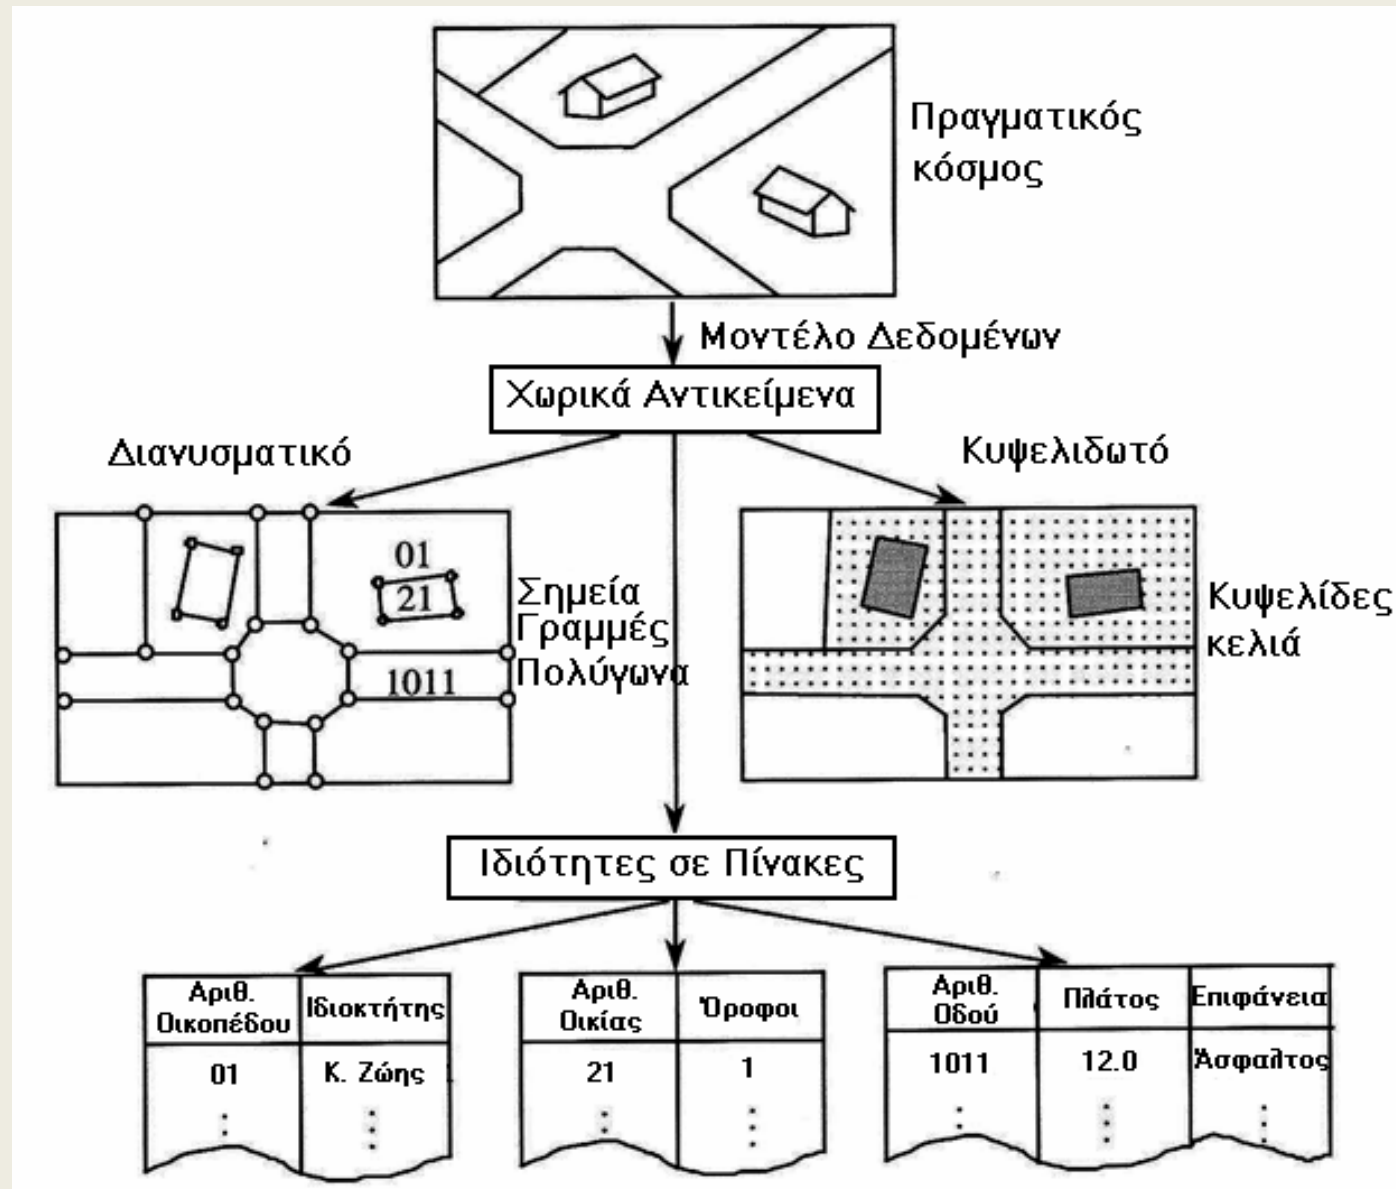 Πραγματικός
κόσμος
Μοντέλο Δεδομένων
Χωρικά Αντικείμενα
Διανυσματικό
Κυψελιδωτό
01
21
1011
Σημεία
Γραμμές
Πολύγωνα
Κυψελίδες
κελιά
Ιδιότητες σε Πίνακες
Αριθ.
Οικοπέδου
Ιδιοκτήτης
01
Κ. Ζώης
Αριθ.
Οικίας
Όροφοι
21
1
Αριθ.
Οδού
Πλάτος
Επιφάνεια
1011
12.0
Άσφαλτος